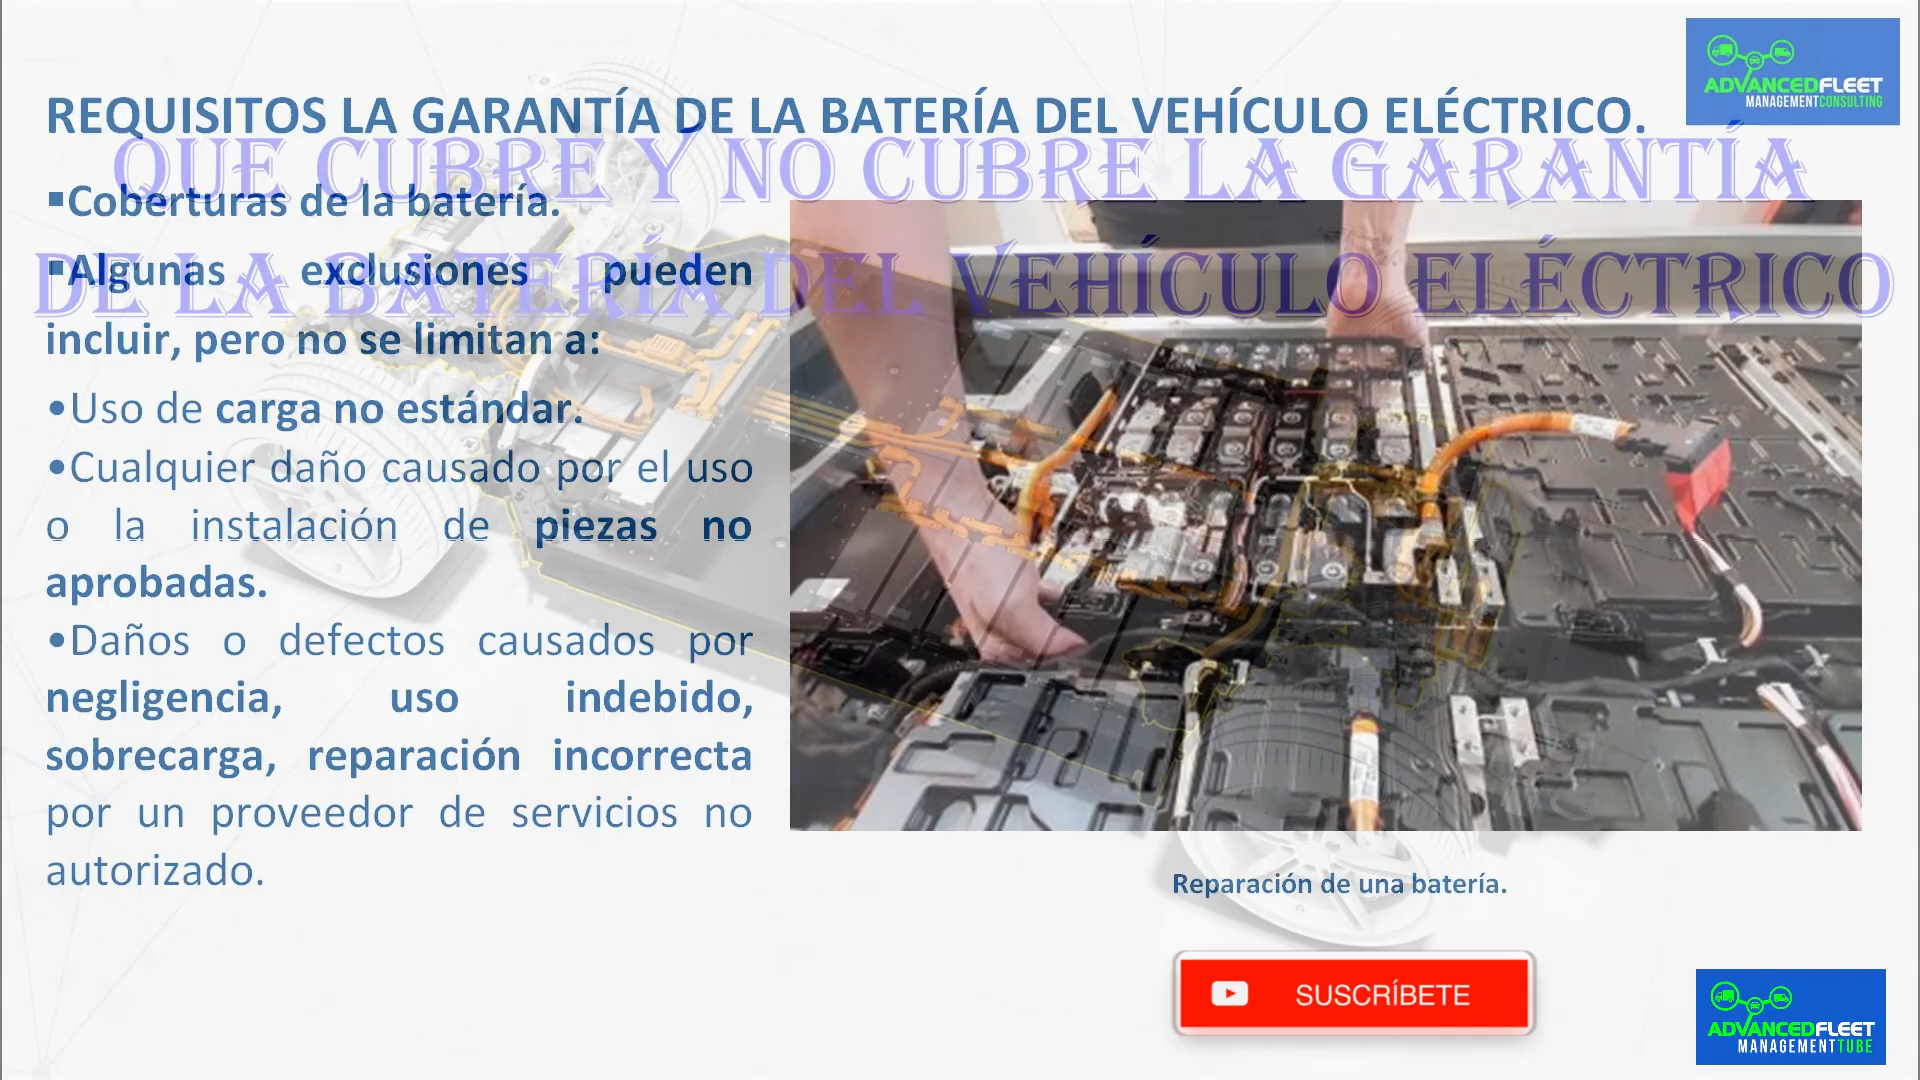 ADVANCEDFLEET
MANAGEMENTCONSULTING
REQUISITOS LA GARANTÍA DE LA BATERÍA DEL VEHÍCULO ELÉCTRICO.
QUE CUBRE Y NO CUBRE LA GARANTÍA
DE LA BATERÍA DEL VEHÍCULO ELÉCTRICO
▪Coberturas de la batería.
▪Algunas exclusiones pueden
incluir, pero no se limitan a:
•Uso de carga no estándar.
•Cualquier daño causado por el uso
o la instalación de piezas no
aprobadas.
•Daños o defectos causados por
negligencia, uso indebido,
sobrecarga, reparación incorrecta
por un proveedor de servicios no
autorizado.
Reparación de una batería.
SUSCRÍBETE
ADVANCEDFLEET
MANAGEMENTTUBE